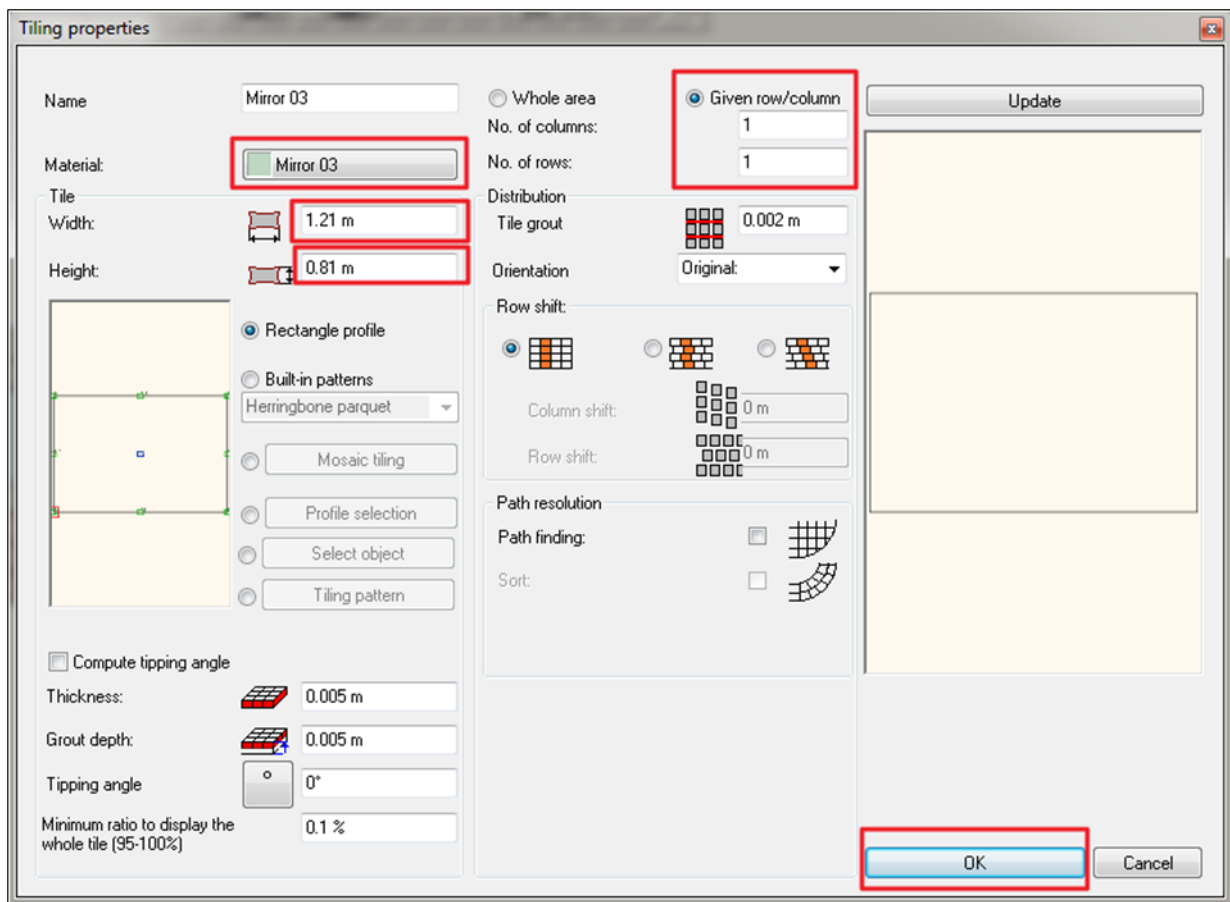 Tiling properties
Name
Mirror 03
Material:
Mirror 03
Tile
Width:
1.21 m
Height:
0.81 m
Rectangle profile
Built-in patterns
Herringbone parquet
Mosaic tiling
Profile selection
Select object
Tiling pattern
Compute tipping angle
Thickness:
0.005 m
Grout depth:
0.005 m
Tipping angle
0°
Minimum ratio to display the
whole tile (95-100%)
0.1 %
Whole area
Given row/column
No. of columns:
1
No. of rows:
1
Distribution
Tile grout
0.002 m
Orientation
Original:
Row shift:
Column shift:
0 m
Row shift:
0 m
Path resolution
Path finding:
Sort:
Update
OK
Cancel